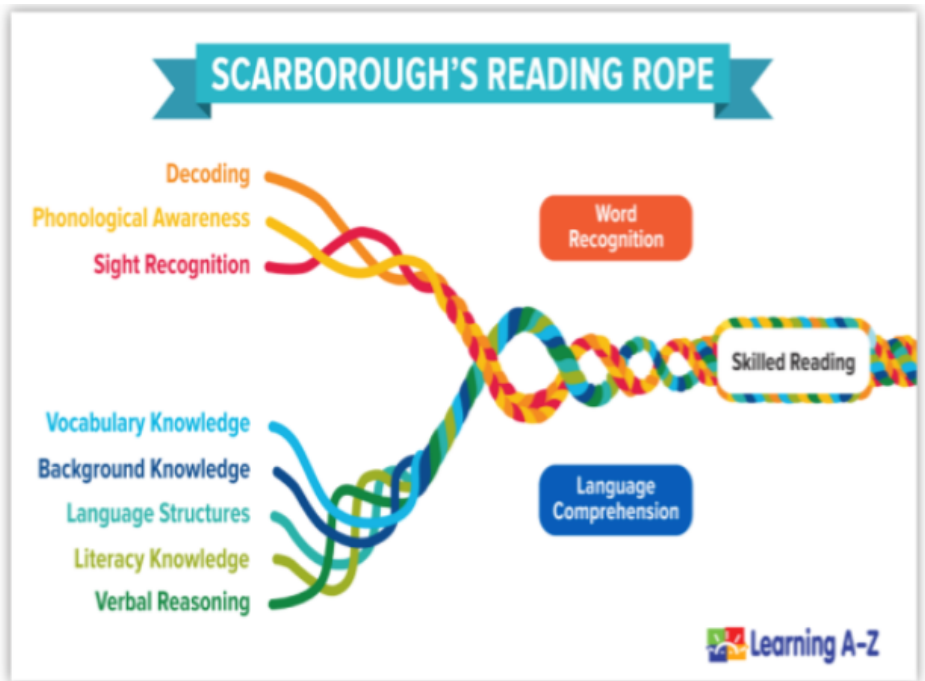 SCARBOROUGH'S READING ROPE
Decoding
Phonological Awareness
Sight Recognition
Word
Recognition
Skilled Reading
Vocabulary Knowledge
Background Knowledge
Language Structures
Literacy Knowledge
Verbal Reasoning
Language
Comprehension
Learning A-Z